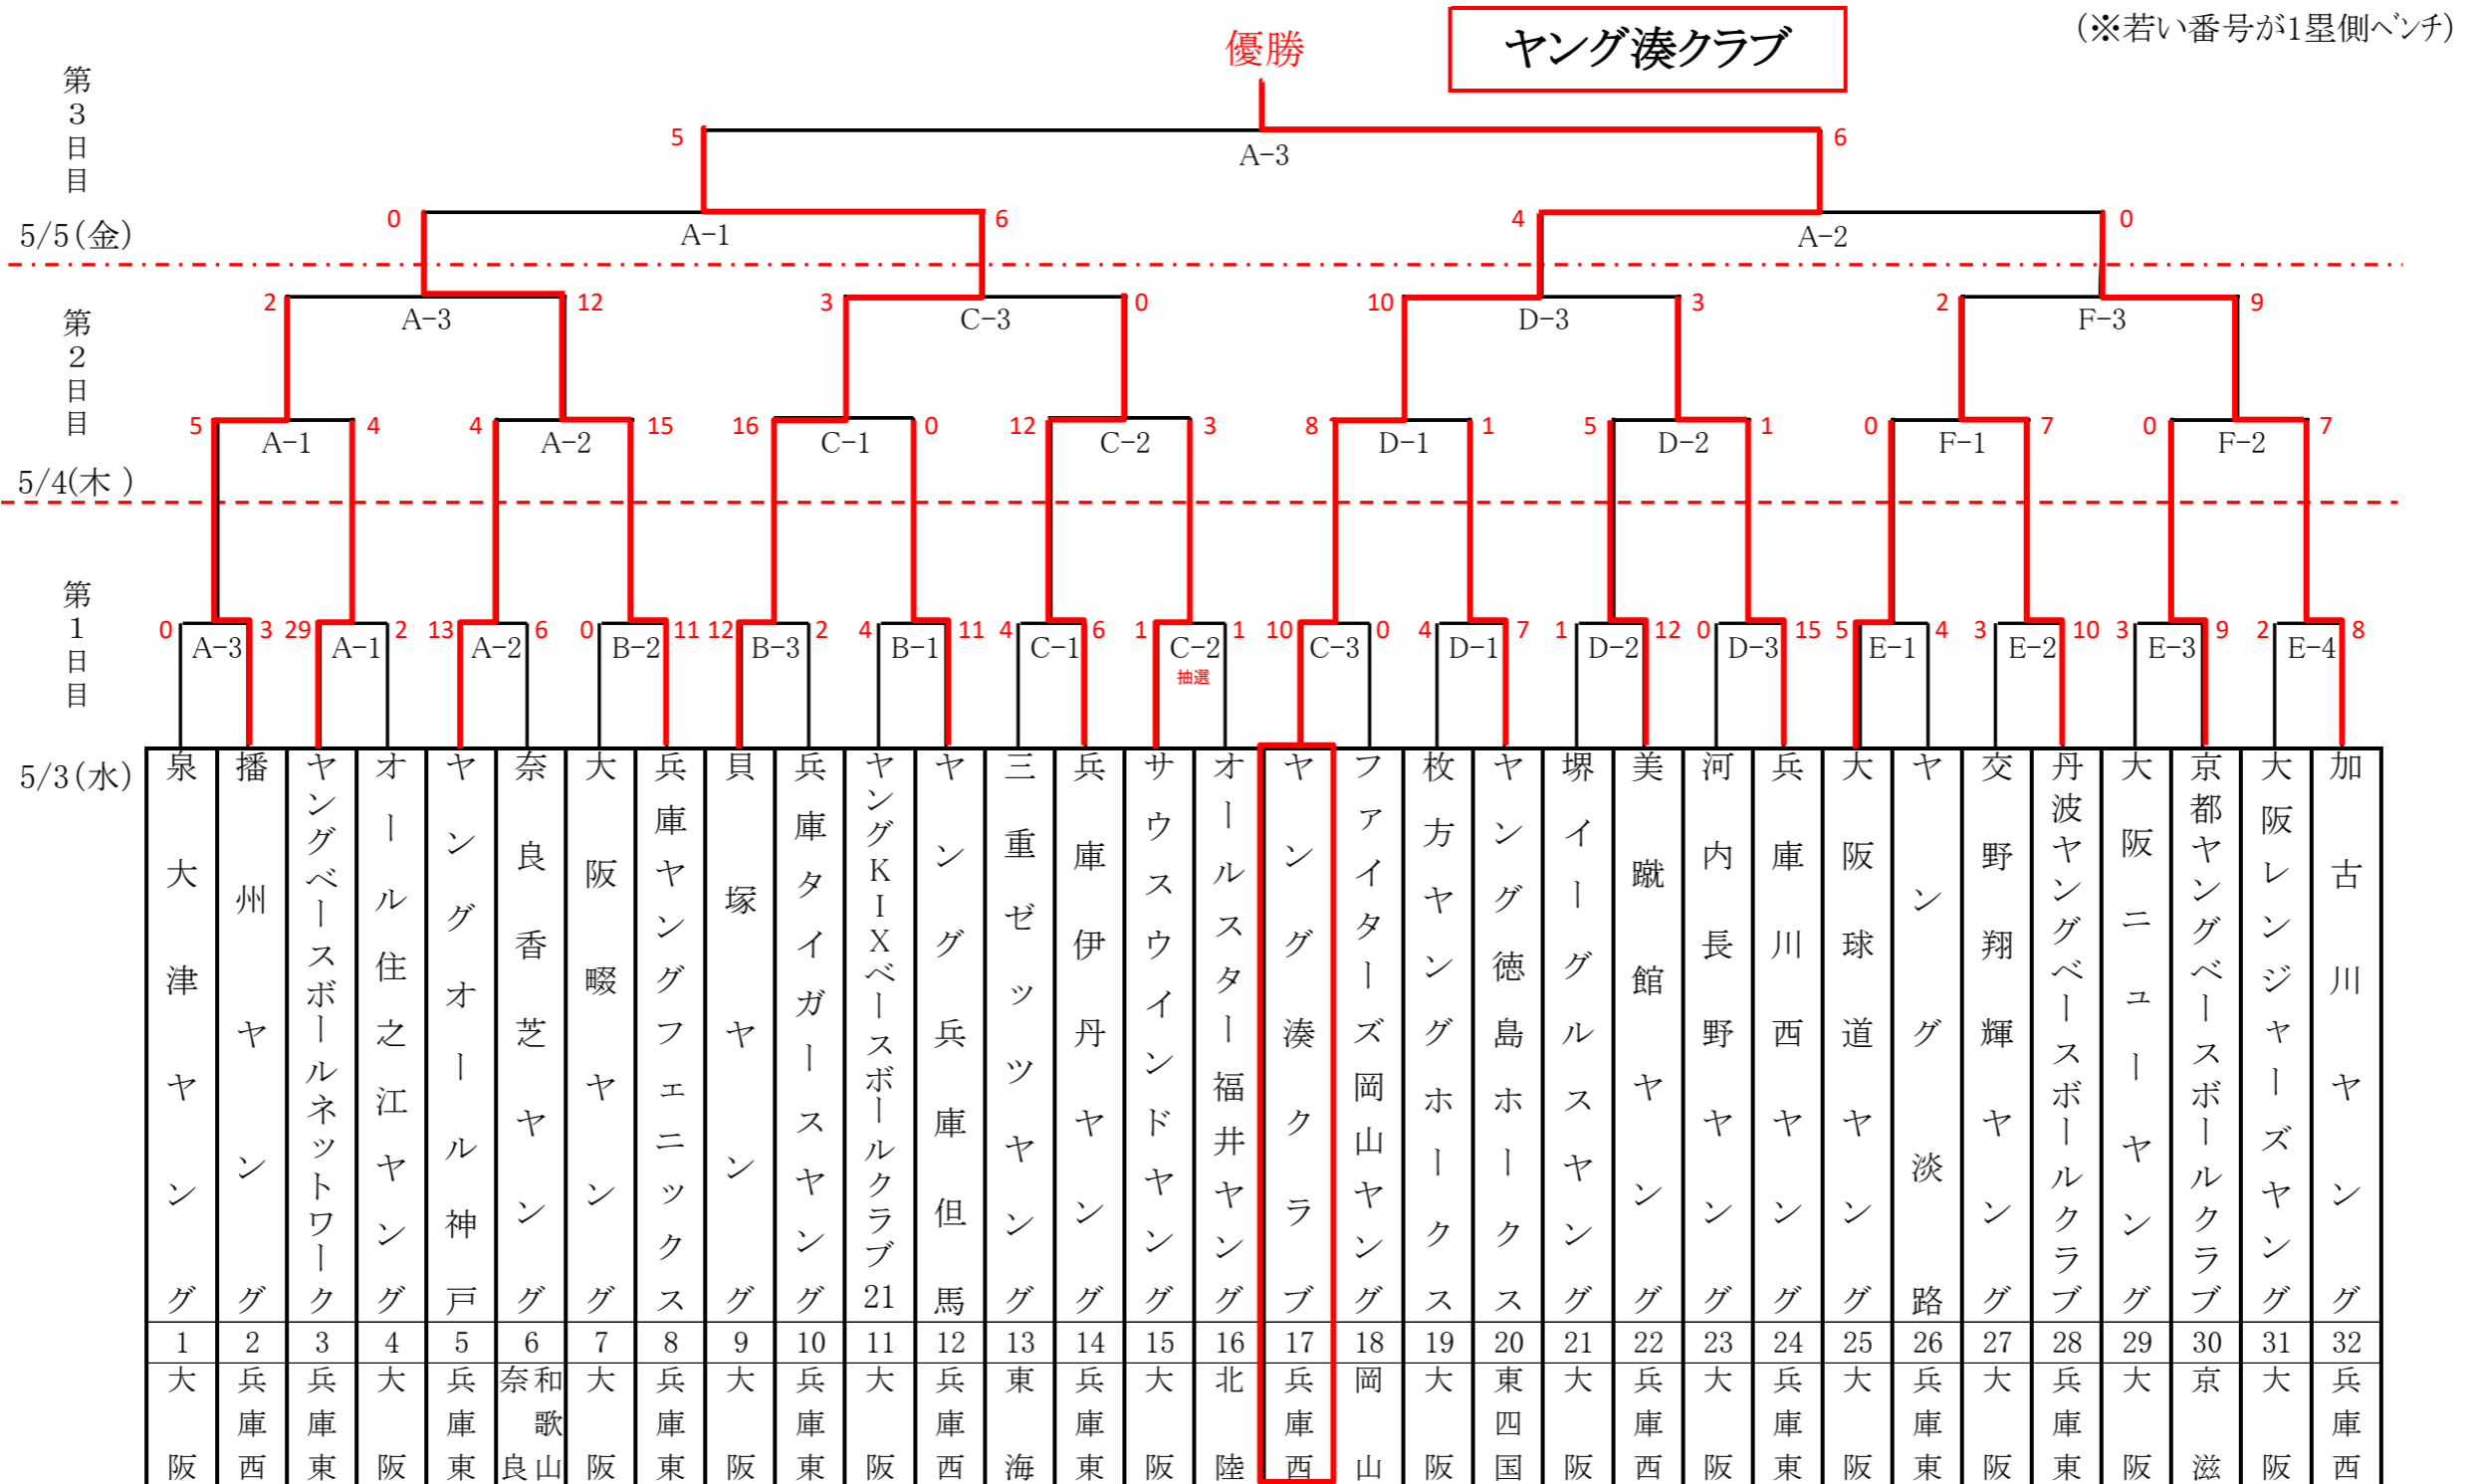 (※若い番号が1塁側ベンチ)
優勝
ヤング湊クラブ
第3日目
5 A-3 6
5/5(金)
0 A-1 6 4 A-2 0
第2日目
2 A-3 12 3 C-3 0 10 D-3 3 2 F-3 9
5 A-1 4 4 A-2 15 16 C-1 0 12 C-2 3 8 D-1 1 5 D-2 1 0 F-1 7 0 F-2 7
5/4(木)
第1日目
0 A-3 3 29 A-1 2 13 A-2 6 0 B-2 11 12 B-3 2 4 B-1 11 4 C-1 6 1 C-2 1 10 C-3 0 4 D-1 7 1 D-2 12 0 D-3 15 5 E-1 4 3 E-2 10 3 E-3 9 2 E-4 8
抽選
5/3(水)
泉大津ヤング 1 大阪
播州ヤング 2 兵庫西
ヤングベースボールネットワーク 3 兵庫東
オール住之江ヤング 4 大阪
ヤングオール神戸 5 兵庫東
奈良香芝ヤング 6 奈良和歌山
大阪畷ヤング 7 大阪
兵庫ヤングフェニックス 8 兵庫東
貝塚ヤング 9 大阪
兵庫タイガースヤング 10 兵庫東
ヤングKIXベースボールクラブ21 11 大阪
ヤング兵庫但馬 12 兵庫西
三重ゼッツヤング 13 東海
兵庫伊丹ヤング 14 兵庫東
サウスウインドヤング 15 大阪
オールスター福井ヤング 16 北陸
ヤング湊クラブ 17 兵庫西
ファイターズ岡山ヤング 18 岡山
枚方ヤングホークス 19 大阪
ヤング徳島ホークス 20 東四国
堺イーグルスヤング 21 大阪
美蹴館ヤング 22 兵庫西
河内長野ヤング 23 大阪
兵庫川西ヤング 24 兵庫東
大阪球道ヤング 25 大阪
ヤング淡路 26 兵庫東
交野翔輝ヤング 27 大阪
丹波ヤングベースボールクラブ 28 兵庫東
大阪ニューヤング 29 大阪
京都ヤングベースボールクラブ 30 京滋
大阪レンジャーズヤング 31 大阪
加古川ヤング 32 兵庫西